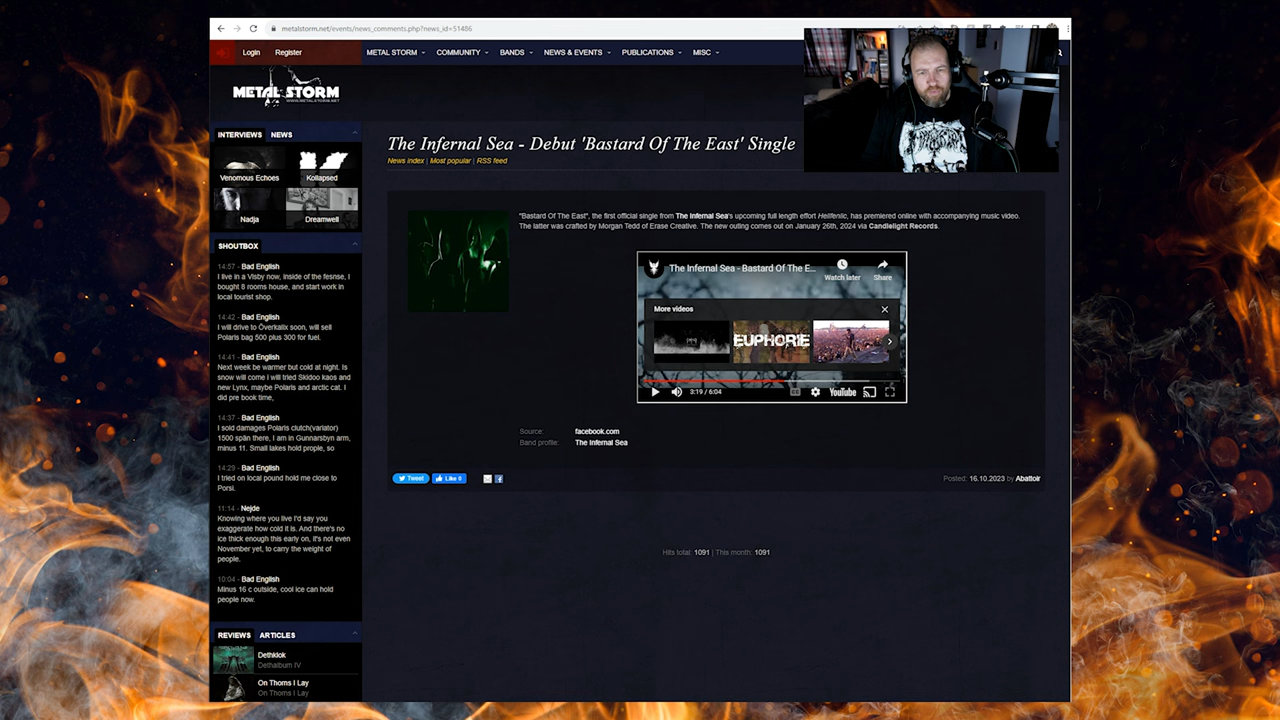 metalstorm.net/events/news_comments.php?news_id=51486
Login Register METAL STORM COMMUNITY BANDS NEWS & EVENTS PUBLICATIONS MISC
METAL STORM
WWW.METALSTORM.NET
INTERVIEWS NEWS
Venomous Echoes Kollapsed
Nadja Dreamwell
SHOUTBOX
14:57 - Bad English
I live in a Visby now, inside of the fesnse, I
bought 8 rooms house, and start work in
local tourist shop.
14:42 - Bad English
I will drive to Överkalix soon, will sell
Polaris bag 500 plus 300 for fuel.
14:41 - Bad English
Next week be warmer but cold at night. Is
snow will come i will tried Skidoo kaos and
new Lynx, maybe Polaris and arctic cat. I
did pre book time,
14:37 - Bad English
I sold damages Polaris clutch(variator)
1500 spän there, I am in Gunnarsbyn arm,
minus 11. Small lakes hold prople, so
14:29 - Bad English
I tried on local pound hold me close to
Porsi.
11:14 - Nejde
Knowing where you live I'd say you
exaggerate how cold it is. And there's no
ice thick enough this early on, it's not even
November yet, to carry the weight of
people.
10:04 - Bad English
Minus 16 c outside, cool ice can hold
people now.
REVIEWS ARTICLES
Dethklok
Dethalbum IV
On Thorns I Lay
On Thorns I Lay
The Infernal Sea - Debut 'Bastard Of The East' Single
News index | Most popular | RSS feed
"Bastard Of The East", the first official single from The Infernal Sea's upcoming full length effort Hellfenlic, has premiered online with accompanying music video.
The latter was crafted by Morgan Tedd of Erase Creative. The new outing comes out on January 26th, 2024 via Candlelight Records.
The Infernal Sea - Bastard Of The E...
Watch later Share
More videos
EUPHORIE
3:19 / 6:04 CC YouTube
Source: facebook.com
Band profile: The Infernal Sea
Tweet Like 0
Posted: 16.10.2023 by Abattoir
Hits total: 1091 | This month: 1091